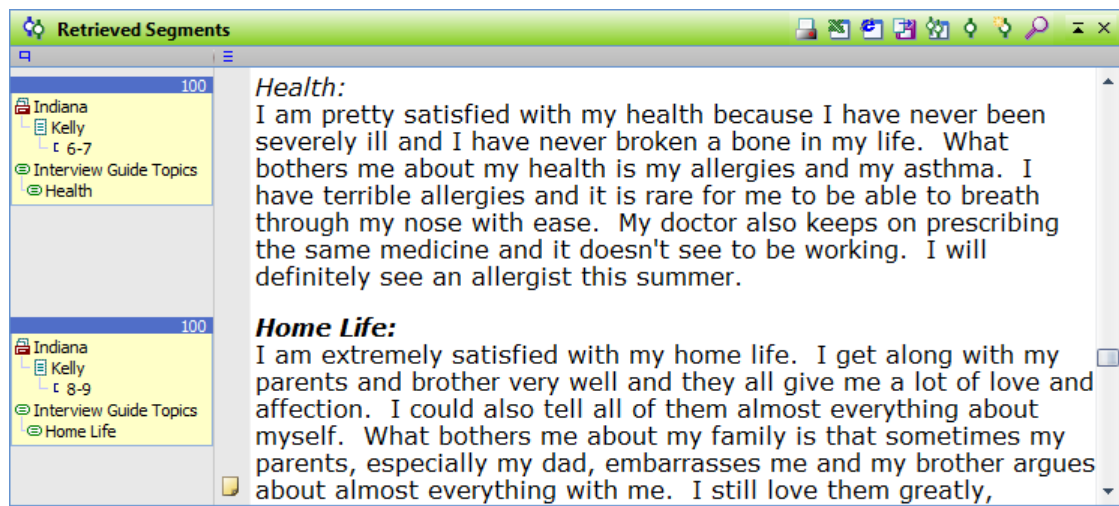 Retrieved Segments
100
Indiana
Kelly
6-7
Interview Guide Topics
Health
Health:
I am pretty satisfied with my health because I have never been
severely ill and I have never broken a bone in my life.  What
bothers me about my health is my allergies and my asthma.  I
have terrible allergies and it is rare for me to be able to breath
through my nose with ease.  My doctor also keeps on prescribing
the same medicine and it doesn't see to be working.  I will
definitely see an allergist this summer.
100
Indiana
Kelly
8-9
Interview Guide Topics
Home Life
Home Life:
I am extremely satisfied with my home life.  I get along with my
parents and brother very well and they all give me a lot of love and
affection.  I could also tell all of them almost everything about
myself.  What bothers me about my family is that sometimes my
parents, especially my dad, embarrasses me and my brother argues
about almost everything with me.  I still love them greatly,